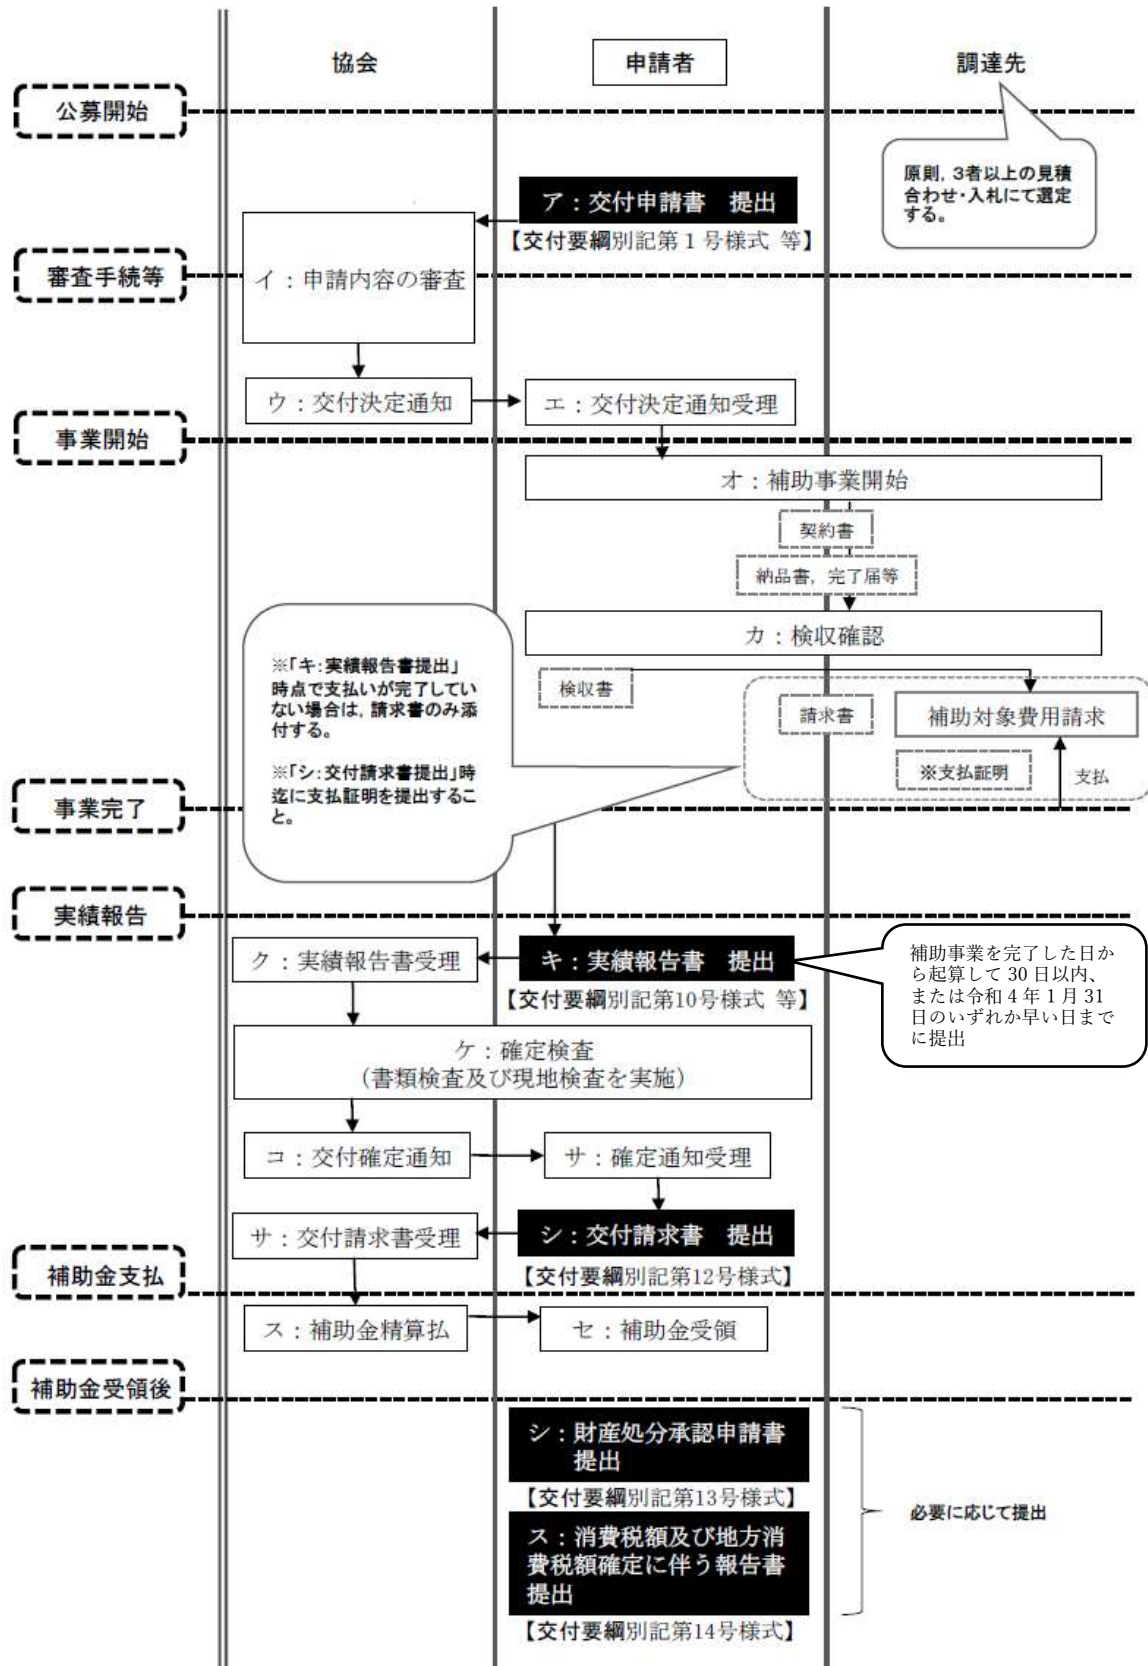 協会
申請者
調達先
公募開始
原則，3者以上の見積
合わせ・入札にて選定
する。
ア：交付申請書　提出
【交付要綱別記第１号様式 等】
審査手続等
イ：申請内容の審査
ウ：交付決定通知
エ：交付決定通知受理
事業開始
オ：補助事業開始
契約書
納品書，完了届等
カ：検収確認
※「キ:実績報告書提出」
時点で支払いが完了してい
ない場合は，請求書のみ添
付する。
※「シ:交付請求書提出」時
迄に支払証明を提出するこ
と。
検収書
請求書
補助対象費用請求
※支払証明
支払
事業完了
実績報告
ク：実績報告書受理
キ：実績報告書　提出
【交付要綱別記第10号様式 等】
補助事業を完了した日か
ら起算して 30 日以内、
または令和 4 年 1 月 31
日のいずれか早い日まで
に提出
ケ：確定検査
（書類検査及び現地検査を実施）
コ：交付確定通知
サ：確定通知受理
サ：交付請求書受理
シ：交付請求書　提出
【交付要綱別記第12号様式】
補助金支払
ス：補助金精算払
セ：補助金受領
補助金受領後
シ：財産処分承認申請書
提出
【交付要綱別記第13号様式】
必要に応じて提出
ス：消費税額及び地方消
費税額確定に伴う報告書
提出
【交付要綱別記第14号様式】